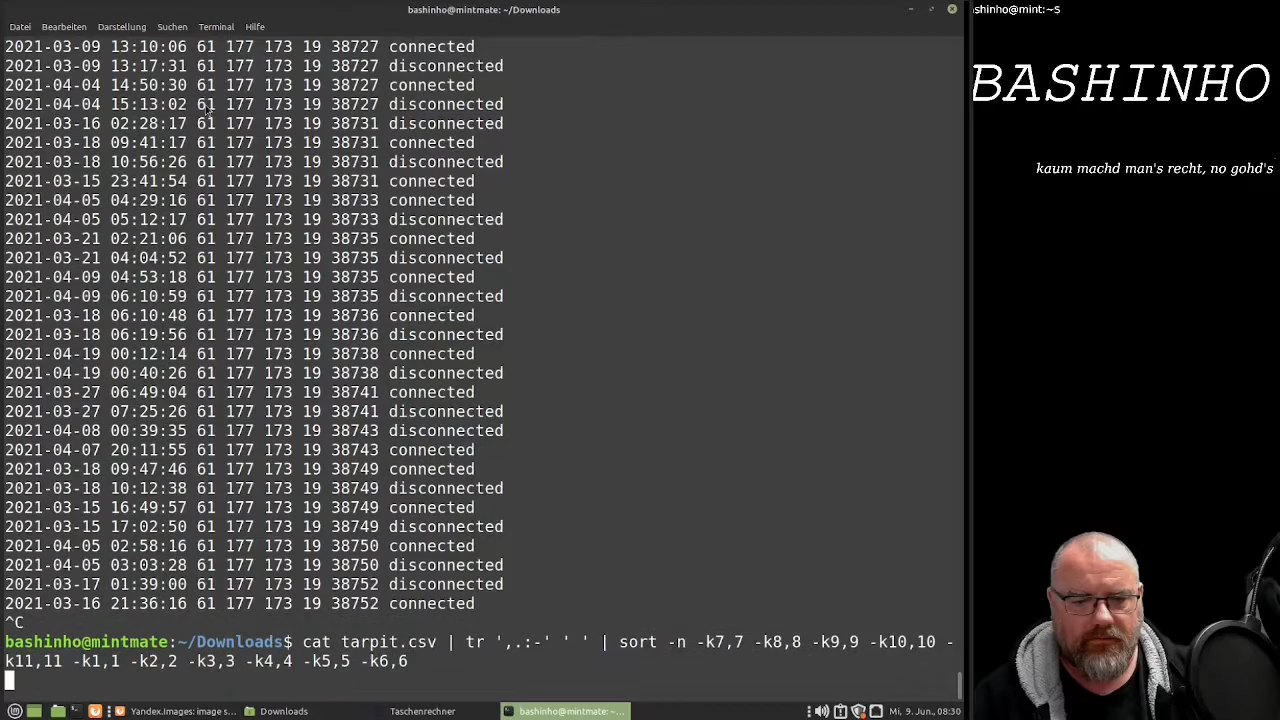 bashinho@mintmate: ~/Downloads
Datei Bearbeiten Darstellung Suchen Terminal Hilfe
2021-03-09 13:10:06 61 177 173 19 38727 connected
2021-03-09 13:17:31 61 177 173 19 38727 disconnected
2021-04-04 14:50:30 61 177 173 19 38727 connected
2021-04-04 15:13:02 61 177 173 19 38727 disconnected
2021-03-16 02:28:17 61 177 173 19 38731 disconnected
2021-03-18 09:41:17 61 177 173 19 38731 connected
2021-03-18 10:56:26 61 177 173 19 38731 disconnected
2021-03-15 23:41:54 61 177 173 19 38731 connected
2021-04-05 04:29:16 61 177 173 19 38733 connected
2021-04-05 05:12:17 61 177 173 19 38733 disconnected
2021-03-21 02:21:06 61 177 173 19 38735 connected
2021-03-21 04:04:52 61 177 173 19 38735 disconnected
2021-04-09 04:53:18 61 177 173 19 38735 connected
2021-04-09 06:10:59 61 177 173 19 38735 disconnected
2021-03-18 06:10:48 61 177 173 19 38736 connected
2021-03-18 06:19:56 61 177 173 19 38736 disconnected
2021-04-19 00:12:14 61 177 173 19 38738 connected
2021-04-19 00:40:26 61 177 173 19 38738 disconnected
2021-03-27 06:49:04 61 177 173 19 38741 connected
2021-03-27 07:25:26 61 177 173 19 38741 disconnected
2021-04-08 00:39:35 61 177 173 19 38743 disconnected
2021-04-07 20:11:55 61 177 173 19 38743 connected
2021-03-18 09:47:46 61 177 173 19 38749 connected
2021-03-18 10:12:38 61 177 173 19 38749 disconnected
2021-03-15 16:49:57 61 177 173 19 38749 connected
2021-03-15 17:02:50 61 177 173 19 38749 disconnected
2021-04-05 02:58:16 61 177 173 19 38750 connected
2021-04-05 03:03:28 61 177 173 19 38750 disconnected
2021-03-17 01:39:00 61 177 173 19 38752 disconnected
2021-03-16 21:36:16 61 177 173 19 38752 connected
^C
bashinho@mintmate:~/Downloads$ cat tarpit.csv | tr ',.:-' ' ' | sort -n -k7,7 -k8,8 -k9,9 -k10,10 -
k11,11 -k1,1 -k2,2 -k3,3 -k4,4 -k5,5 -k6,6
Yandex.Images: image s... Downloads Taschenrechner bashinho@mintmate: ~/... Mi, 9. Jun., 08:30
shinho@mint:~s
BASHINHO
kaum machd man's recht, no gohd's